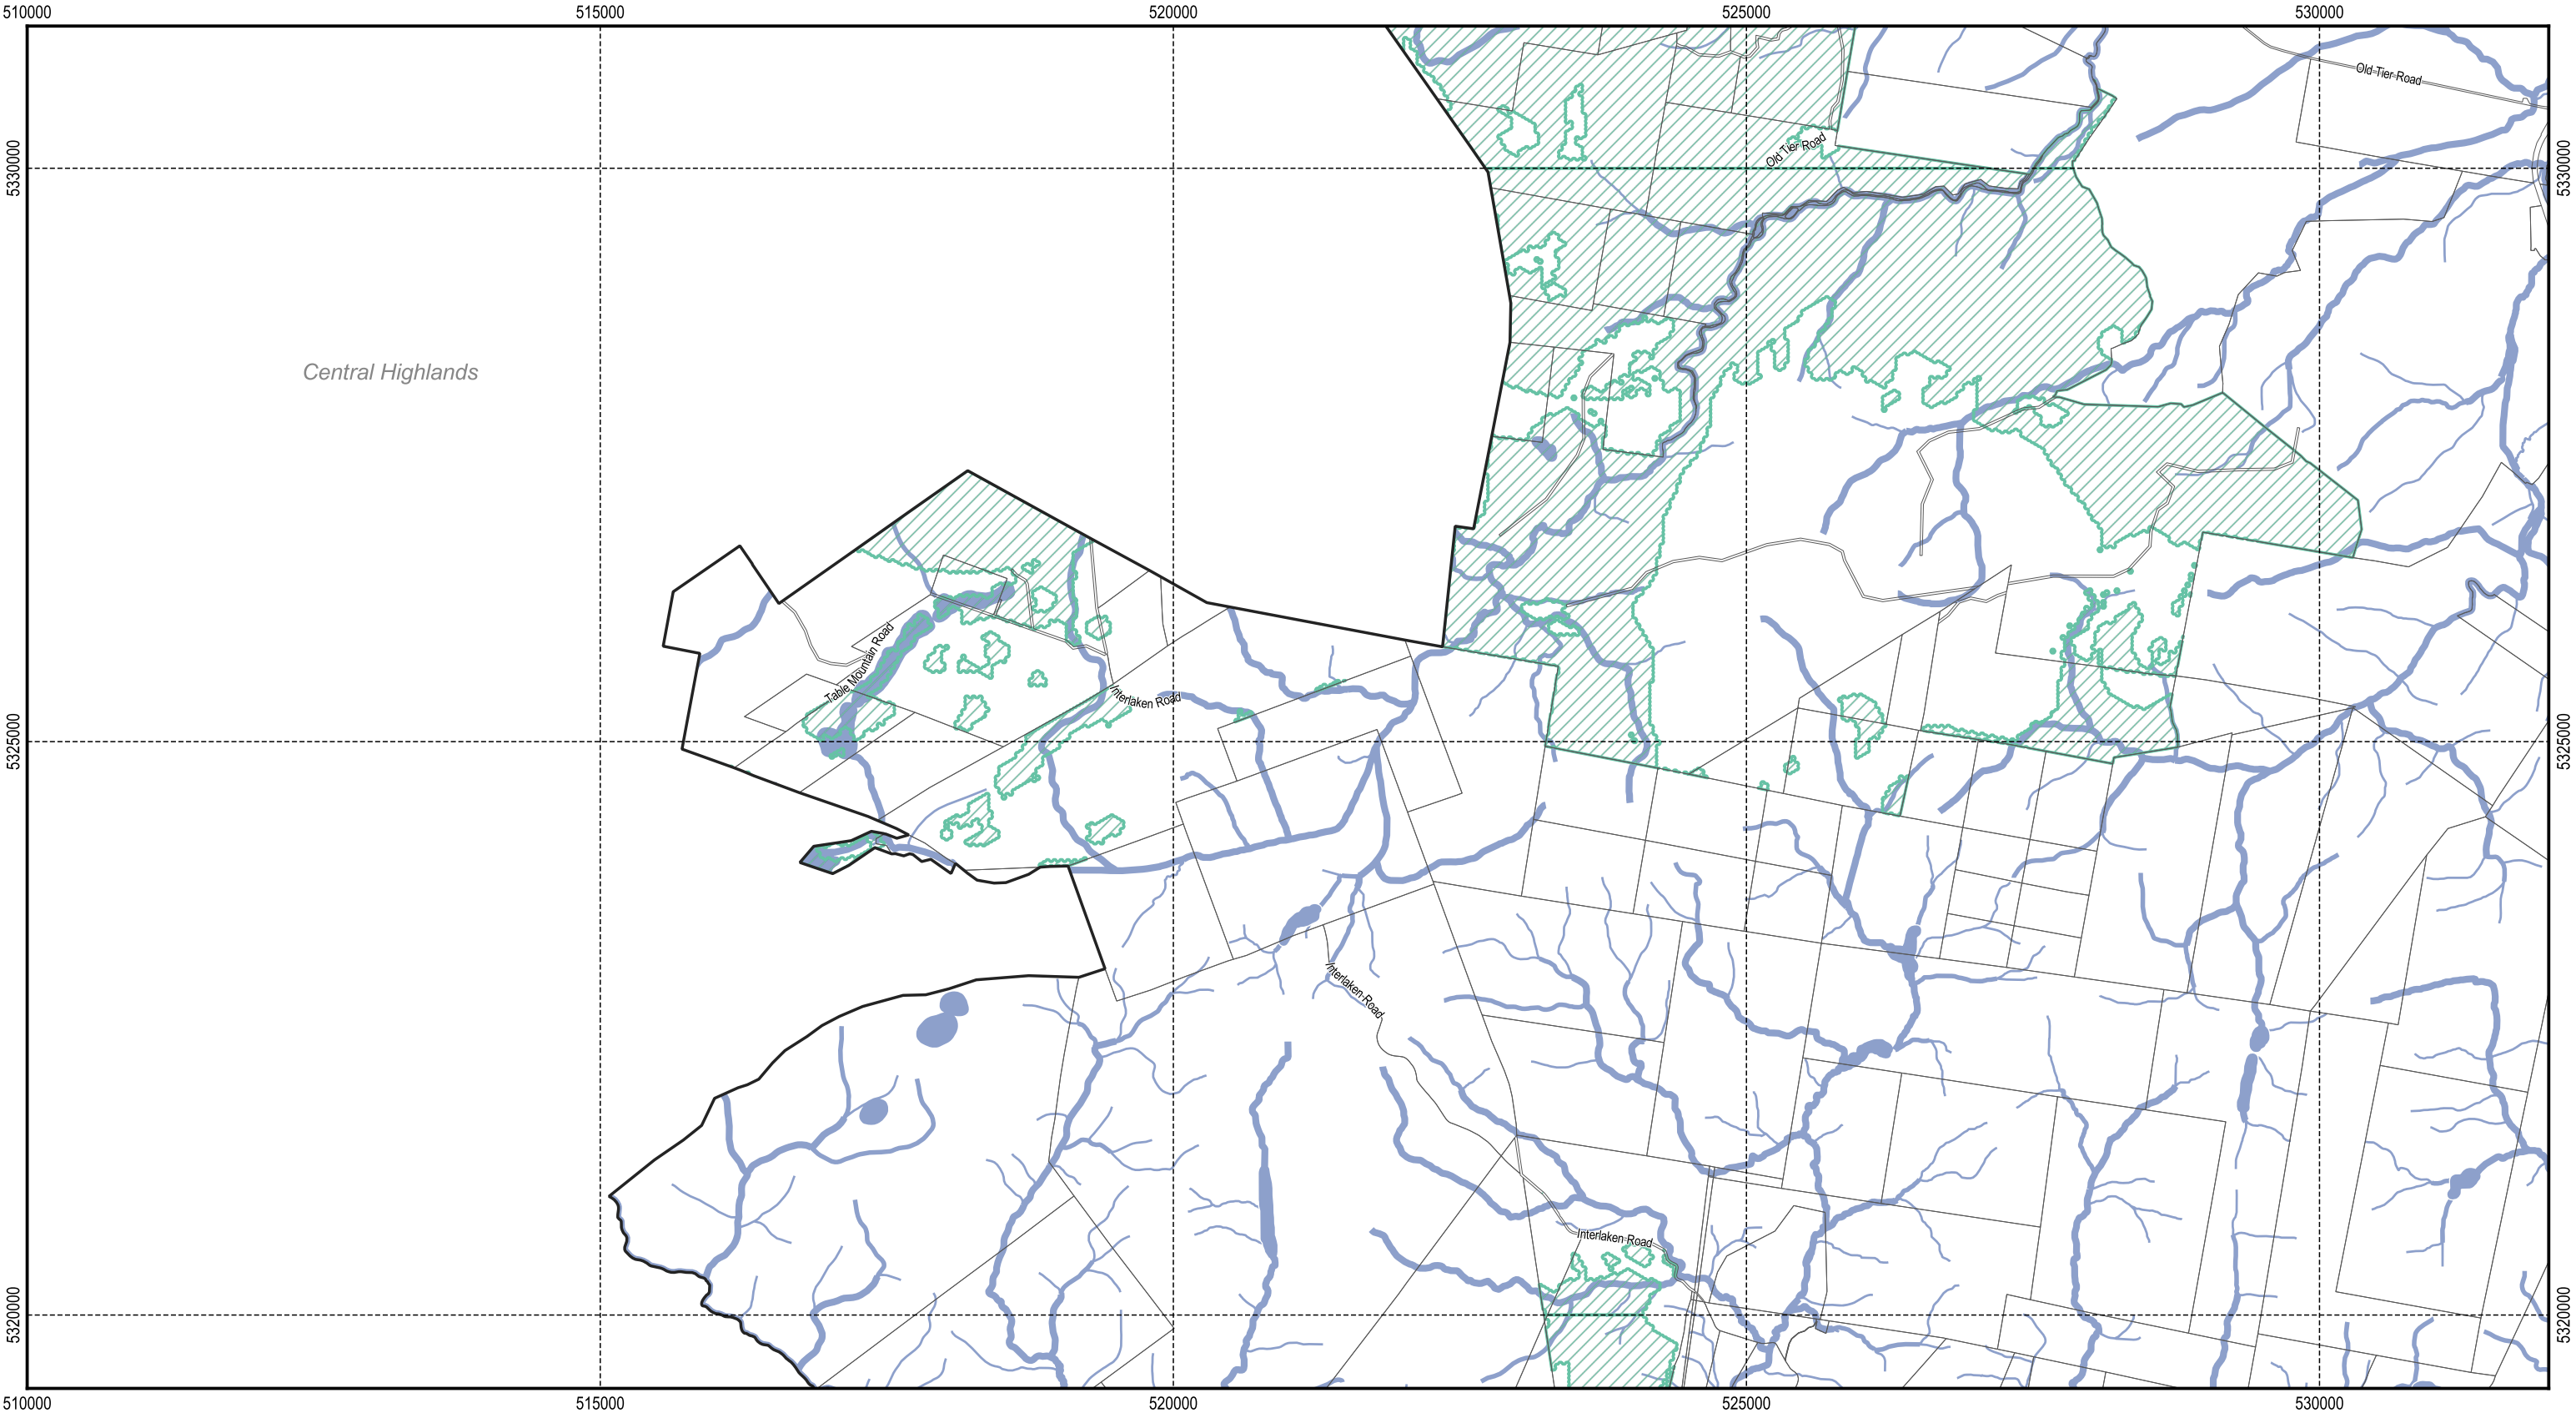 510000 515000 520000 525000 530000
Old Tier Road
Old Tier Road
5330000 5330000
Central Highlands
Table Mountain Road
Interlaken Road
5325000 5325000
Interlaken Road
Interlaken Road
5320000 5320000
510000 515000 520000 525000 530000